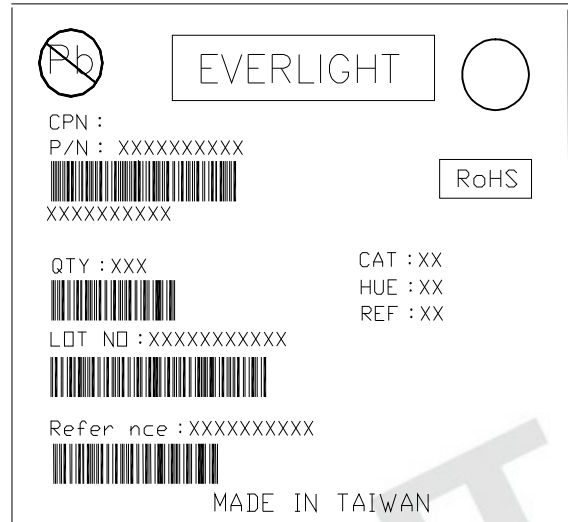 Pb
EVERLIGHT
CPN :
P/N : XXXXXXXXXX
RoHS
XXXXXXXXXX
QTY : XXX
CAT : XX
HUE : XX
REF : XX
LOT NO : XXXXXXXXXXX
Refer nce : XXXXXXXXXX
MADE IN TAIWAN